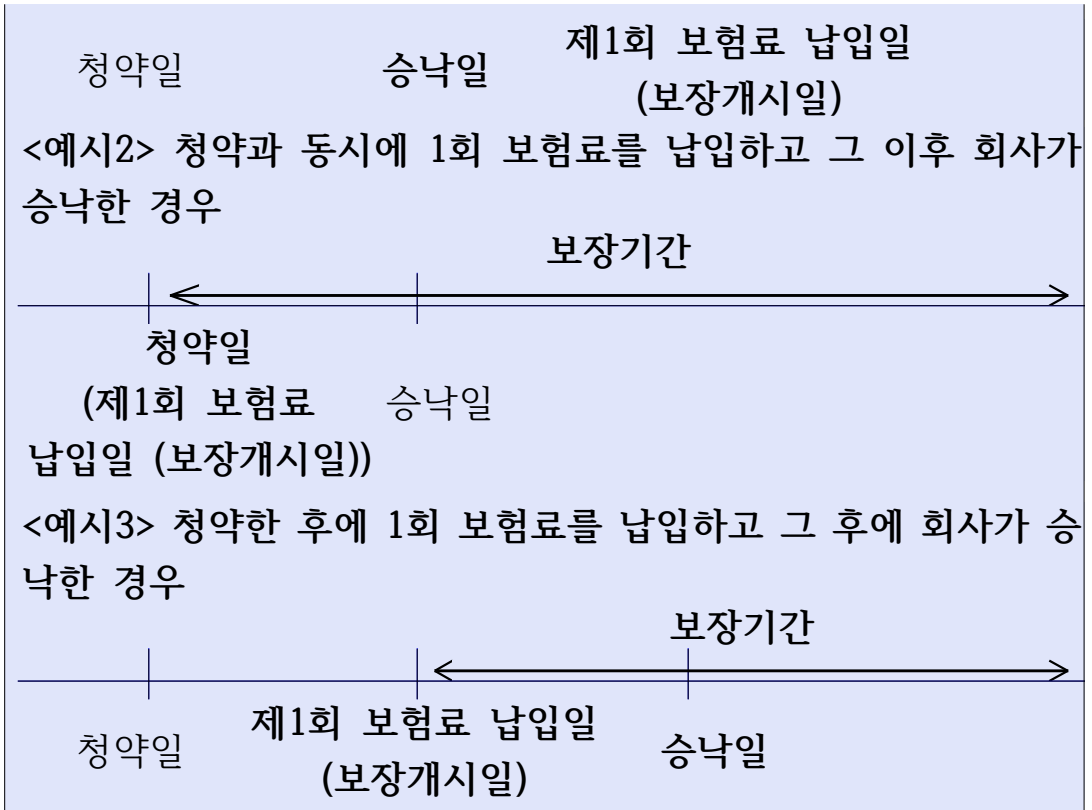 청약일 승낙일 제1회 보험료 납입일
(보장개시일)
<예시2> 청약과 동시에 1회 보험료를 납입하고 그 이후 회사가
승낙한 경우
보장기간
청약일
(제1회 보험료 승낙일
납입일 (보장개시일))
<예시3> 청약한 후에 1회 보험료를 납입하고 그 후에 회사가 승
낙한 경우
보장기간
청약일 제1회 보험료 납입일 승낙일
(보장개시일)